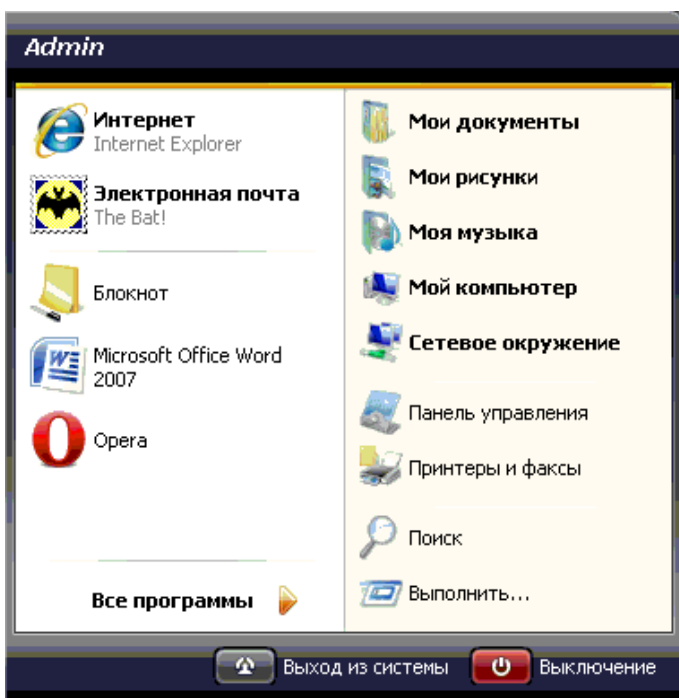 Admin
Интернет
Internet Explorer
Электронная почта
The Bat!
Блокнот
Microsoft Office Word
2007
Opera
Все программы
Мои документы
Мои рисунки
Моя музыка
Мой компьютер
Сетевое окружение
Панель управления
Принтеры и факсы
Поиск
Выполнить...
Выход из системы
Выключение